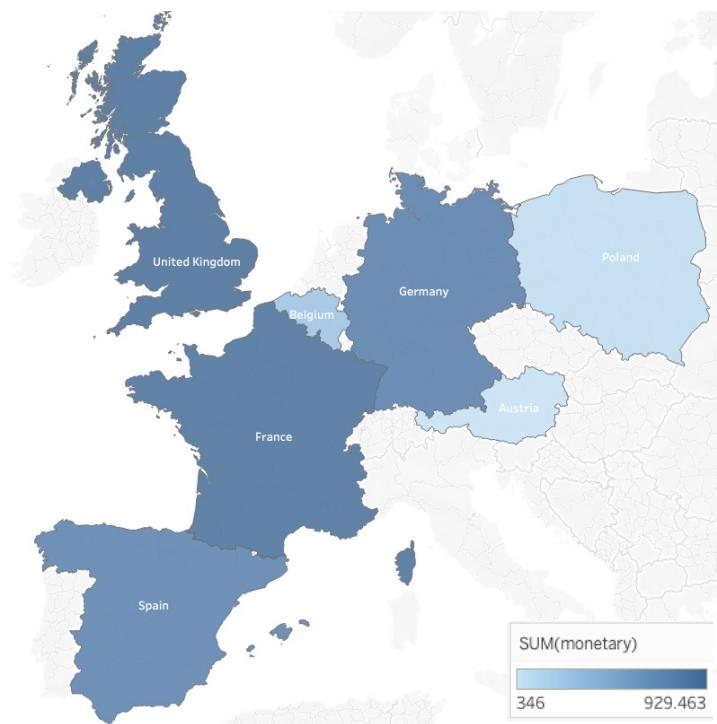 United Kingdom
Poland
Germany
Belgium
Austria
France
Spain
SUM(monetary)
346 929.463